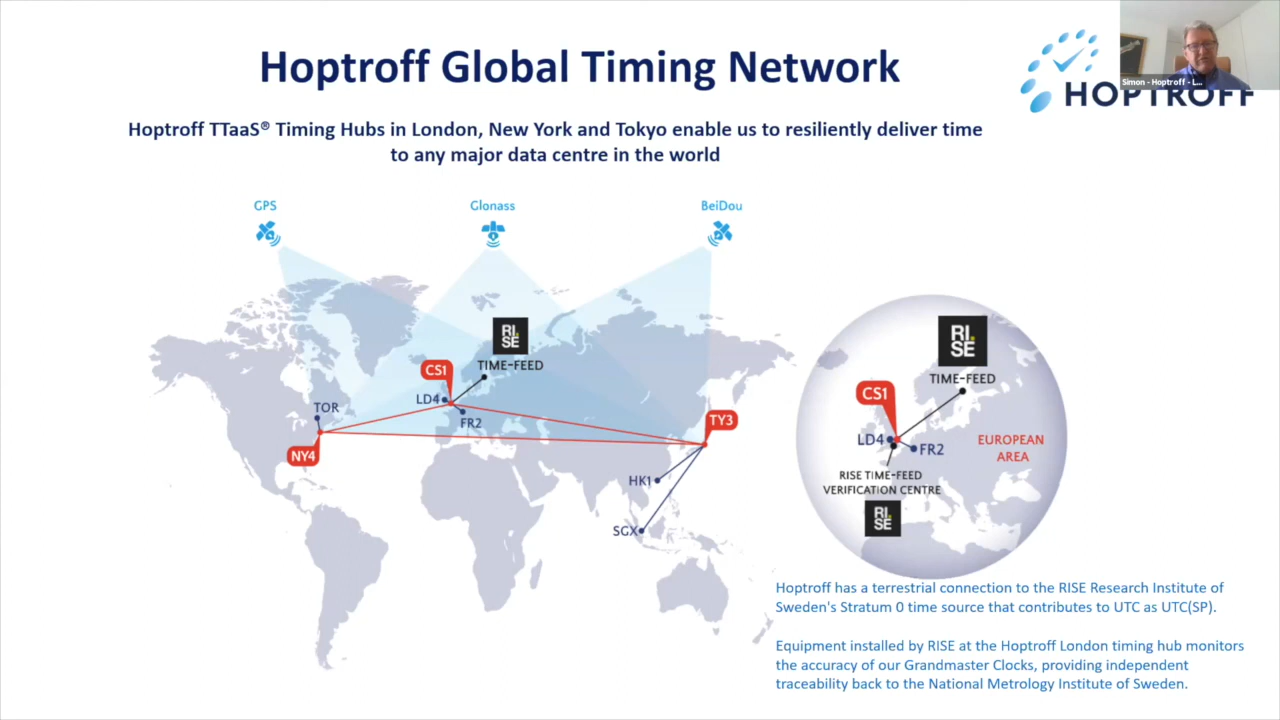 Hoptroff Global Timing Network
Simon - Hoptroff - L...
HOPTROFF
Hoptroff TTaaS® Timing Hubs in London, New York and Tokyo enable us to resiliently deliver time
to any major data centre in the world
GPS
Glonass
BeiDou
RI.
SE
TIME-FEED
CS1
LD4
FR2
TOR
NY4
TY3
HK1
SGX
RI.
SE
TIME-FEED
CS1
LD4
FR2
EUROPEAN
AREA
RISE TIME-FEED
VERIFICATION CENTRE
RI.
SE
Hoptroff has a terrestrial connection to the RISE Research Institute of
Sweden's Stratum 0 time source that contributes to UTC as UTC(SP).
Equipment installed by RISE at the Hoptroff London timing hub monitors
the accuracy of our Grandmaster Clocks, providing independent
traceability back to the National Metrology Institute of Sweden.